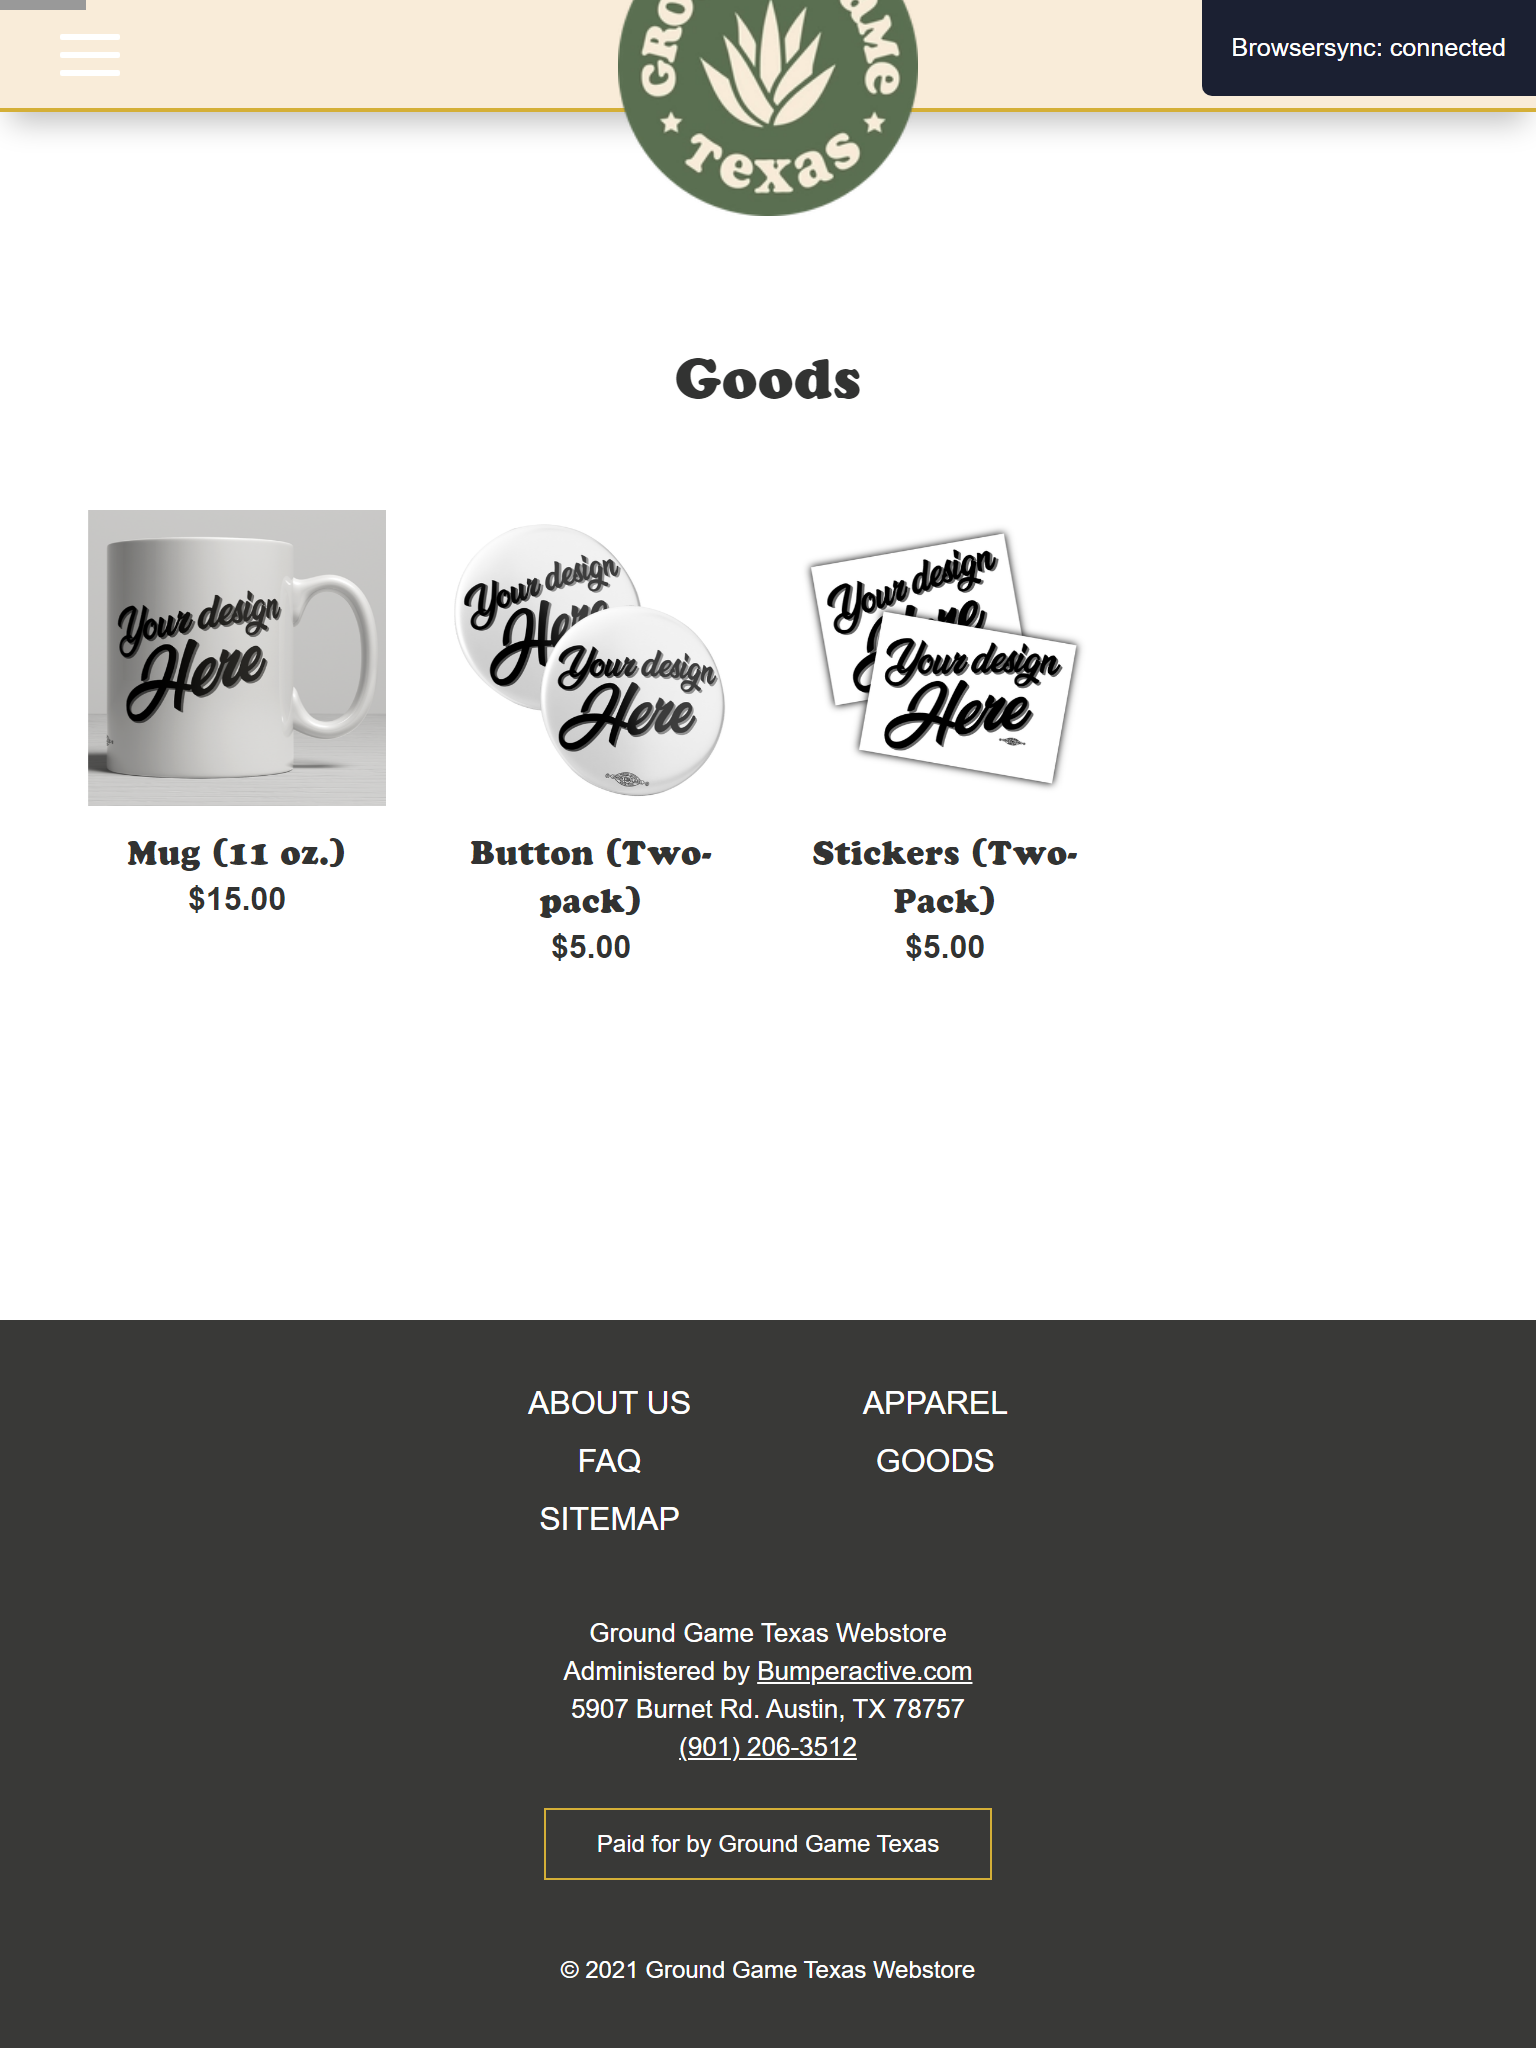 GRO AME
Texas
Browsersync: connected
Goods
Your design
Here
Your design
Here
Your design
Here
Your design
Your design
Here
Mug (11 oz.)
$15.00
Button (Two-
pack)
$5.00
Stickers (Two-
Pack)
$5.00
ABOUT US
APPAREL
FAQ
GOODS
SITEMAP
Ground Game Texas Webstore
Administered by Bumperactive.com
5907 Burnet Rd. Austin, TX 78757
(901) 206-3512
Paid for by Ground Game Texas
© 2021 Ground Game Texas Webstore